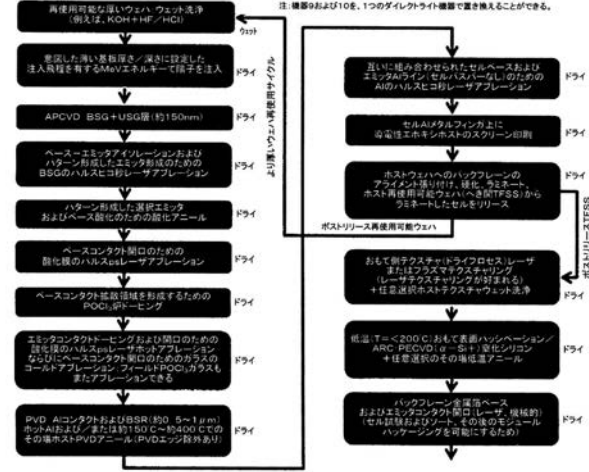 注:機器9および10を、1つのダイレクトライト機器で置き換えることができる。
再使用可能な厚いウェハ ウェット洗浄
(例えば、KOH+HF/HCl)
ウェット
意図した薄い基板厚さ/深さに設定した
注入飛程を有するMeVエネルギーで陽子を注入
ドライ
APCVD BSG+USG層(約150nm)
ドライ
ベース-エミッタアイソレーションおよび
パターン形成したエミッタ形成のための
BSGのパルスピコ秒レーザアブレーション
ドライ
パターン形成した選択エミッタ
およびベース酸化のための酸化アニール
ドライ
ベースコンタクト開口のための
酸化膜のパルスpsレーザアブレーション
ドライ
ベースコンタクト拡散領域を形成するための
POCl₃炉ドーピング
ドライ
エミッタコンタクトドーピングおよび開口のための
酸化膜のパルスpsレーザホットアブレーション
ならびにベースコンタクト開口のためのガラスの
コールドアブレーション:フィールドPOCl₃ガラスも
またアブレーションできる
ドライ
PVD AlコンタクトおよびBSR(約0.5~1μm)
ホットAlおよび/または約150℃~約400℃での
その場ポストPVDアニール(PVDエッジ除外あり)
ドライ
より厚いウェハ再使用サイクル
互いに組み合わせられたセルベースおよび
エミッタAlライン(セルバスバーなし)のための
Alのパルスピコ秒レーザアブレーション
ドライ
セルAlメタルフィンガ上に
導電性エポキシポストのスクリーン印刷
ドライ
ホストウェハへのバックプレーンの
アライメント張り付け、硬化、ラミネート、
ホスト再使用可能ウェハ(へき開TFSS)から
ラミネートしたセルをリリース
ドライ
ポストリリース再使用可能ウェハ
ポストリリースTFSS
おもて側テクスチャ(ドライプロセス)レーザ
またはプラズマテクスチャリング
(レーザテクスチャリングが好まれる)
+任意選択ポストテクスチャウェット洗浄
ドライ
低温(T=<200℃)おもて表面パッシベーション/
ARC PECVD(α-Si+)窒化シリコン
+任意選択のその場低温アニール
ドライ
バックプレーン金属箔ベース
およびエミッタコンタクト開口(レーザ、機械的)
(セル試験およびソート、その後のモジュール
パッケージングを可能にするため)
ドライ